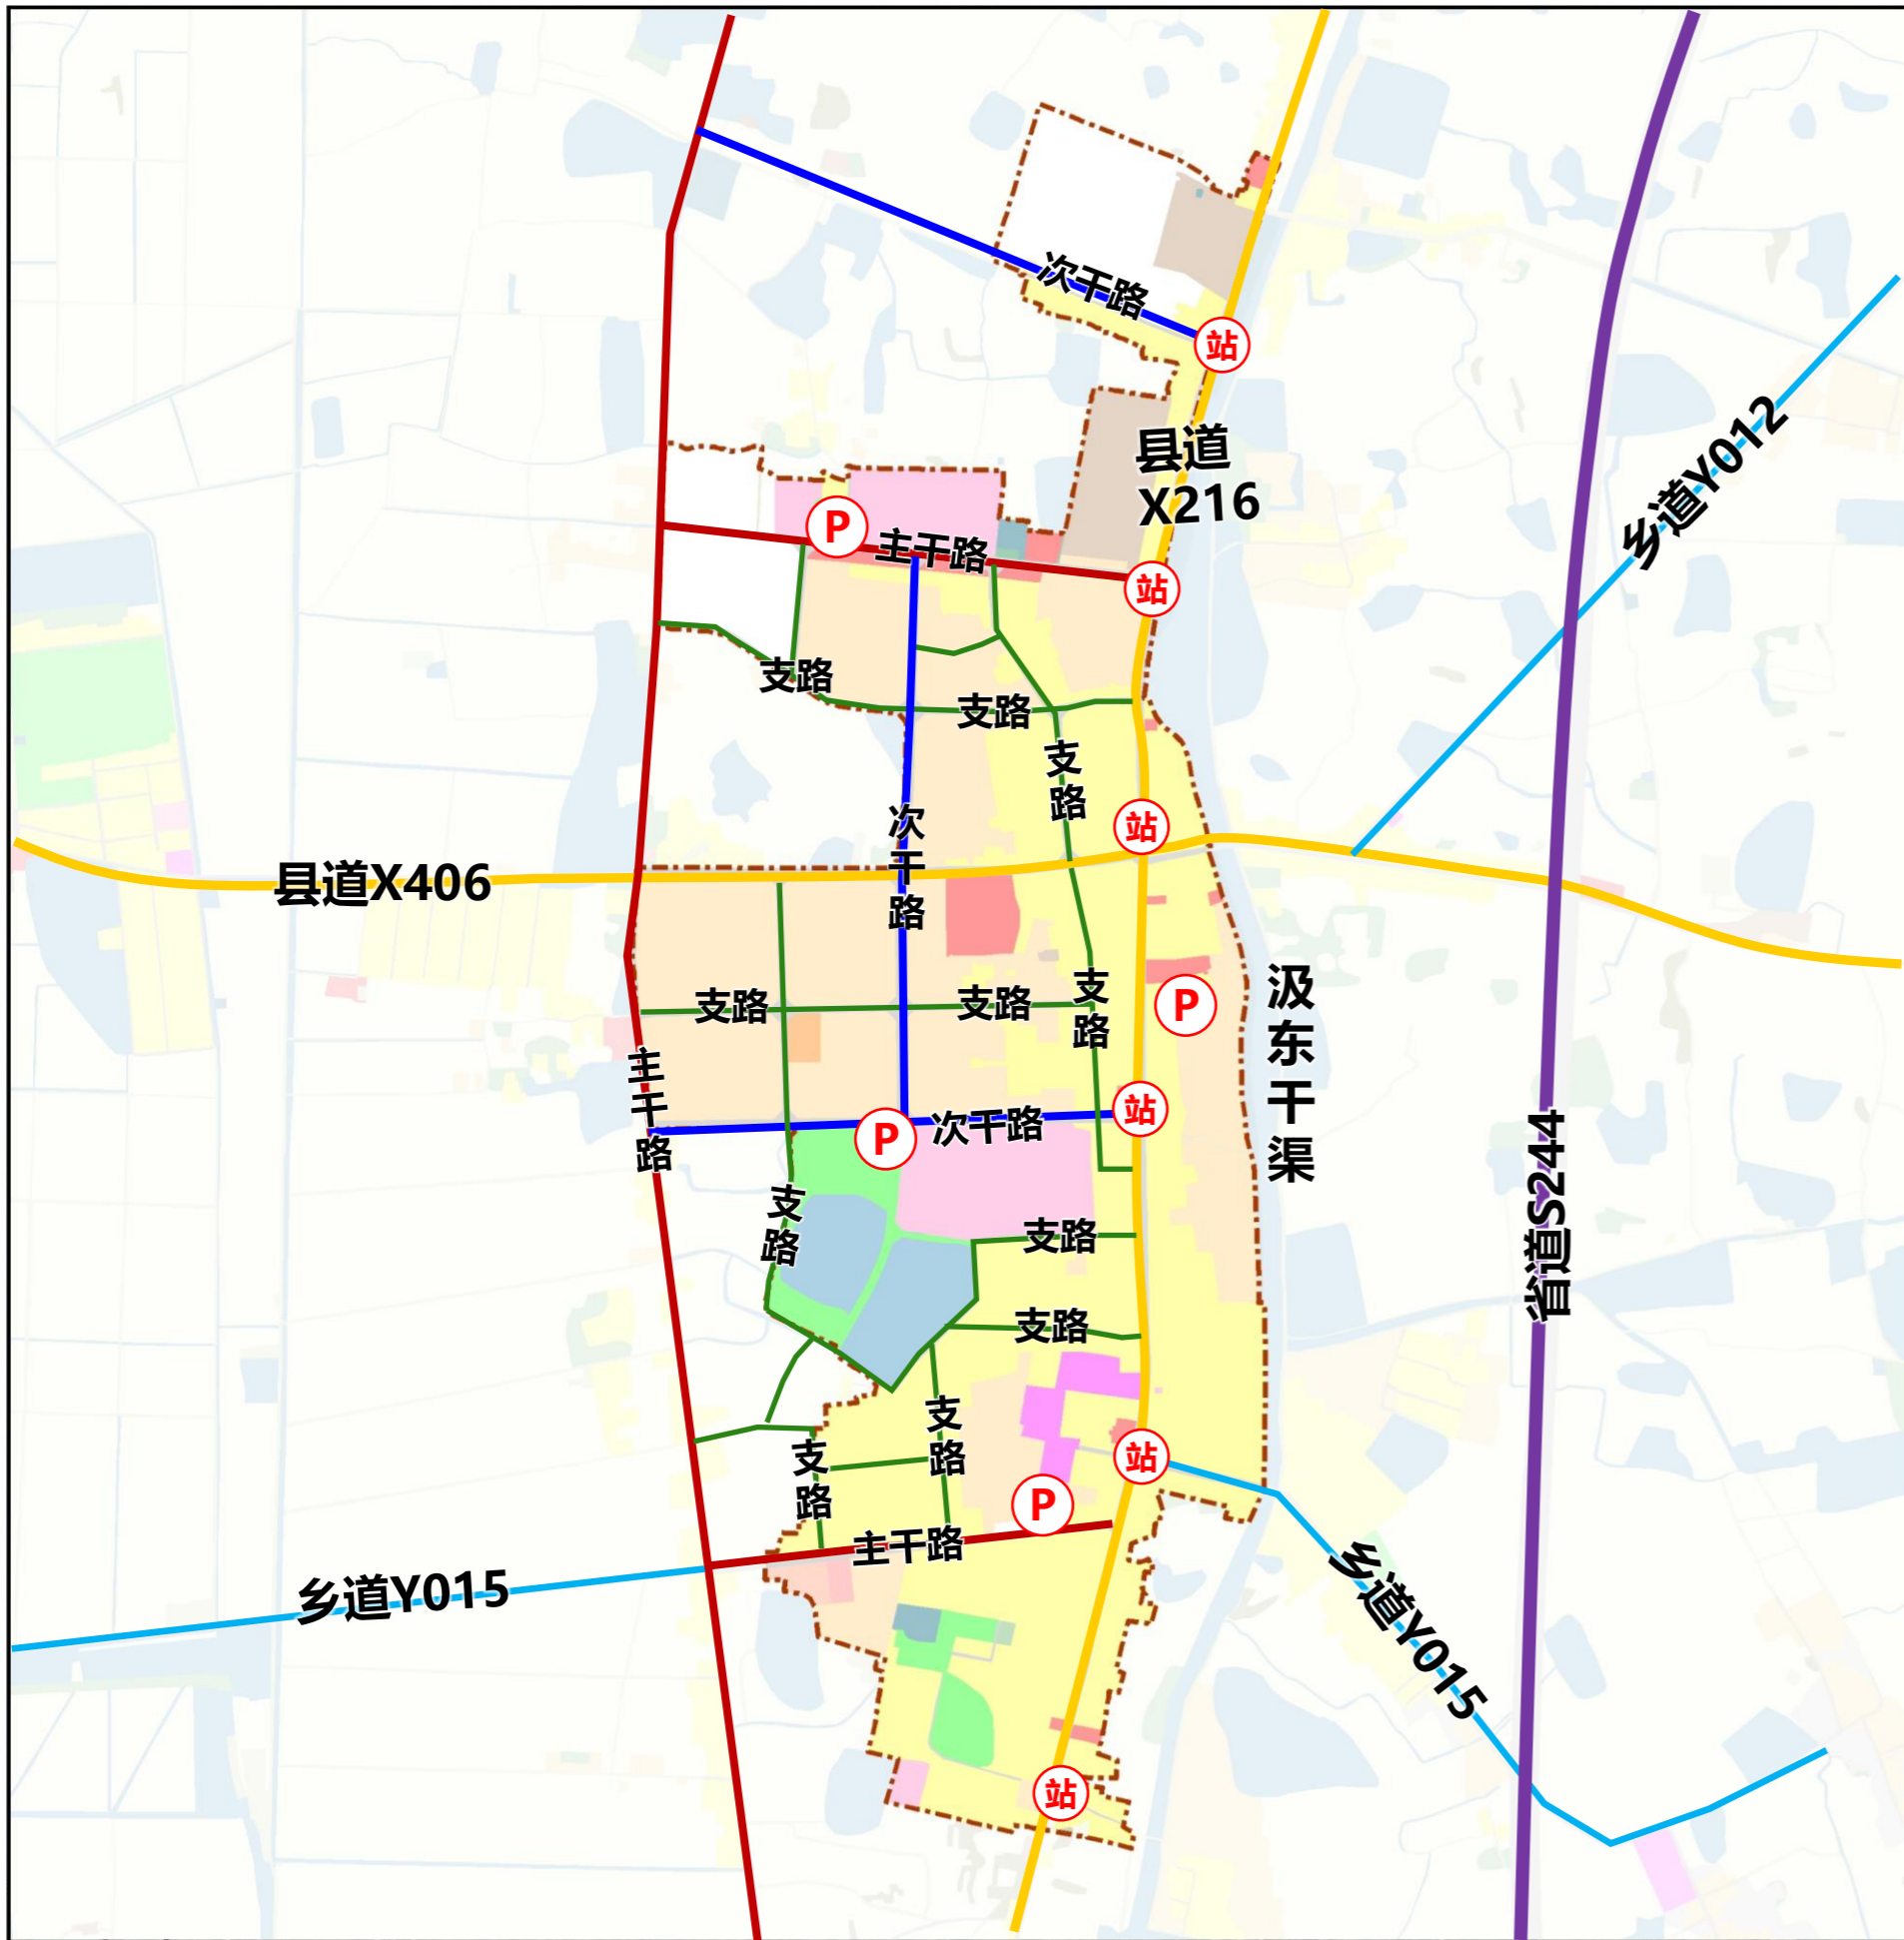 次干路
站
县道
X216
乡道Y012
P
主干路
站
支路
支路
支路
次干路
站
县道X406
支路
支路
支路
P
汲东干渠
主干路
站
P
次干路
省道S244
支路
支路
支路
支路
支路
站
P
主干路
乡道Y015
乡道Y015
站